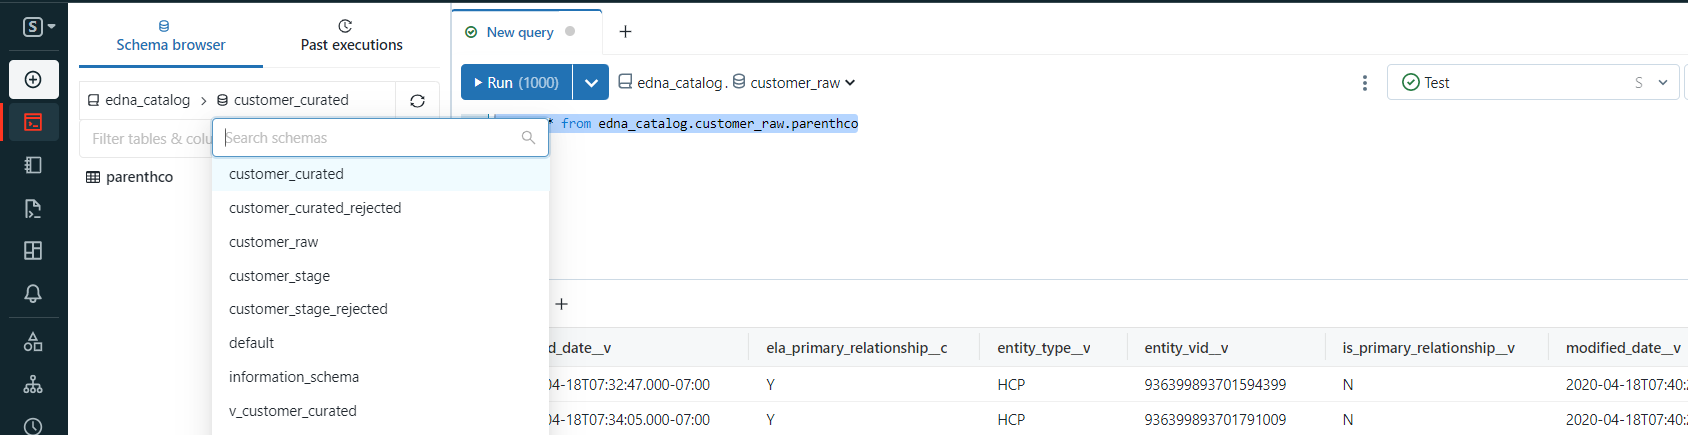 S
Schema browser
Past executions
New query
edna_catalog > customer_curated
Run (1000)
edna_catalog. customer_raw
Test
S
Filter tables & colu
Search schemas
* from edna_catalog.customer_raw.parenthco
parenthco
customer_curated
customer_curated_rejected
customer_raw
customer_stage
customer_stage_rejected
default
information_schema
v_customer_curated
d_date__v ela_primary_relationship__c entity_type__v entity_vid__v is_primary_relationship__v modified_date__v
04-18T07:32:47.000-07:00 Y HCP 936399893701594399 N 2020-04-18T07:40:
04-18T07:34:05.000-07:00 Y HCP 936399893701791009 N 2020-04-18T07:40: